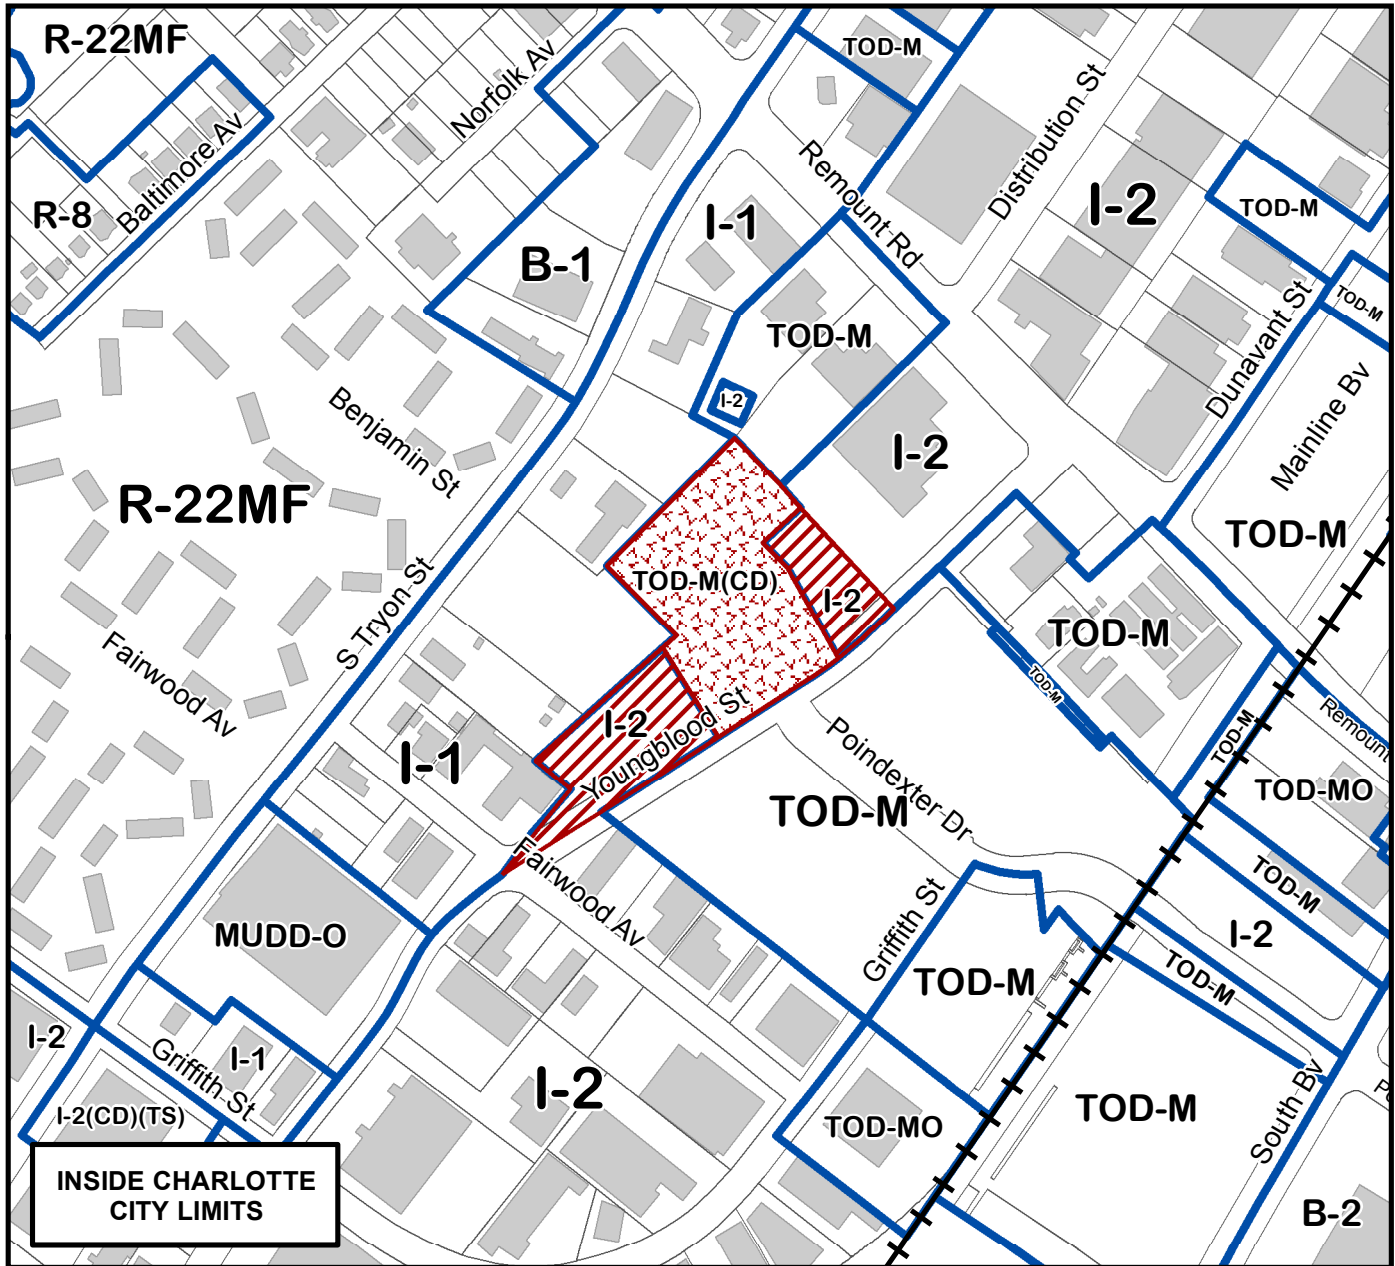 R-22MF
Norfolk Av
TOD-M
Distribution St
Baltimore Av
R-8
Remount Rd
I-1
I-2
TOD-M
B-1
TOD-M
TOD-M
Dunavant St
Mainline Bv
I-2
Benjamin St
I-2
R-22MF
TOD-M
TOD-M(CD)
I-2
TOD-M
S Tryon St
Fairwood Av
TOD-M
I-2
Youngblood St
Remount
TOD-M
I-1
Poindexter Dr
TOD-MO
TOD-M
Fairwood Av
TOD-M
Griffith St
MUDD-O
I-2
TOD-M
TOD-M
I-2
I-1
Griffith St
I-2
I-2(CD)(TS)
TOD-MO
TOD-M
South Bv
INSIDE CHARLOTTE
CITY LIMITS
B-2